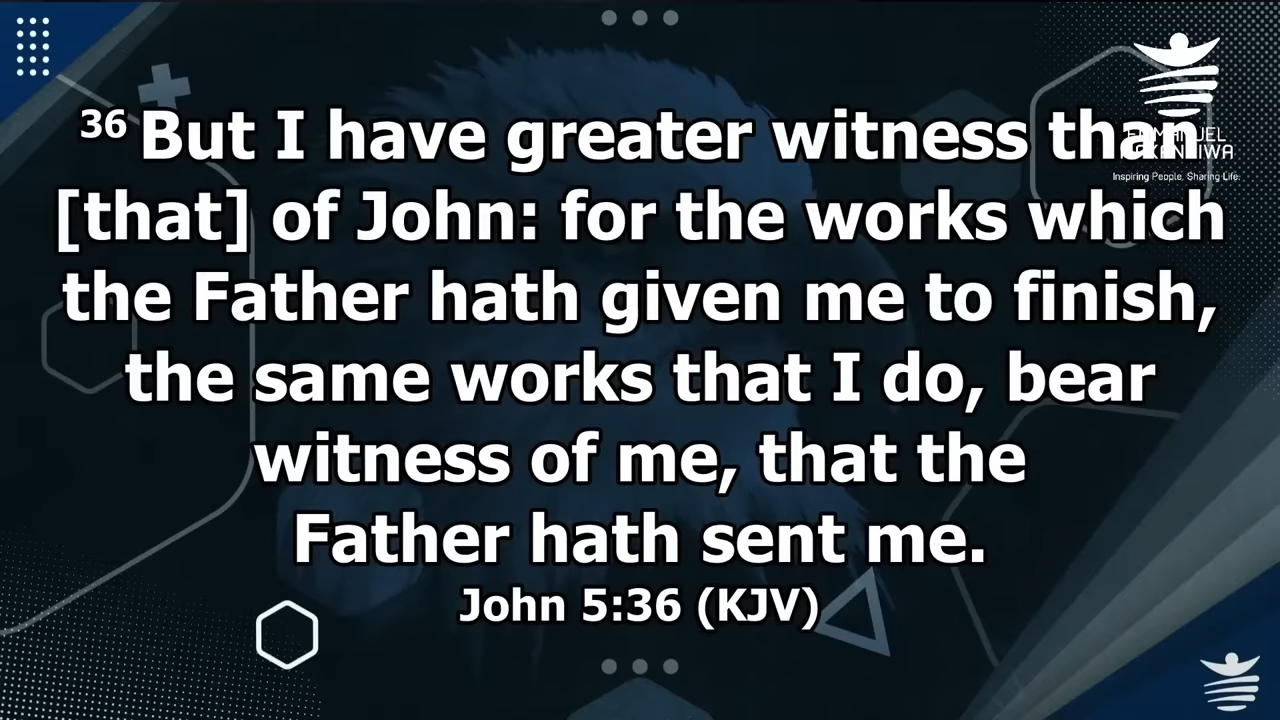 36 But I have greater witness than
[that] of John: for the works which
the Father hath given me to finish,
the same works that I do, bear
witness of me, that the
Father hath sent me.
John 5:36 (KJV)
EMMANUEL
MAKANDIWA
Inspiring People. Sharing Life.